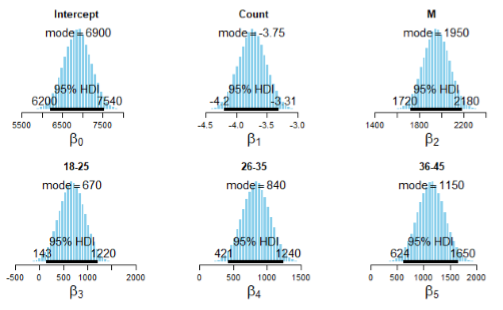 Intercept
mode = 6900
95% HDI
6200 7540
5500 6500 7500
β0
Count
mode = -3.75
95% HDI
-4.2 -3.31
-4.5 -4.0 -3.5 -3.0
β1
M
mode = 1950
95% HDI
1720 2180
1400 1800 2200
β2
18-25
mode = 670
95% HDI
143 1220
-500 0 500 1000 2000
β3
26-35
mode = 840
95% HDI
421 1240
0 500 1000 1500
β4
36-45
mode = 1150
95% HDI
624 1650
0 500 1000 1500 2000
β5